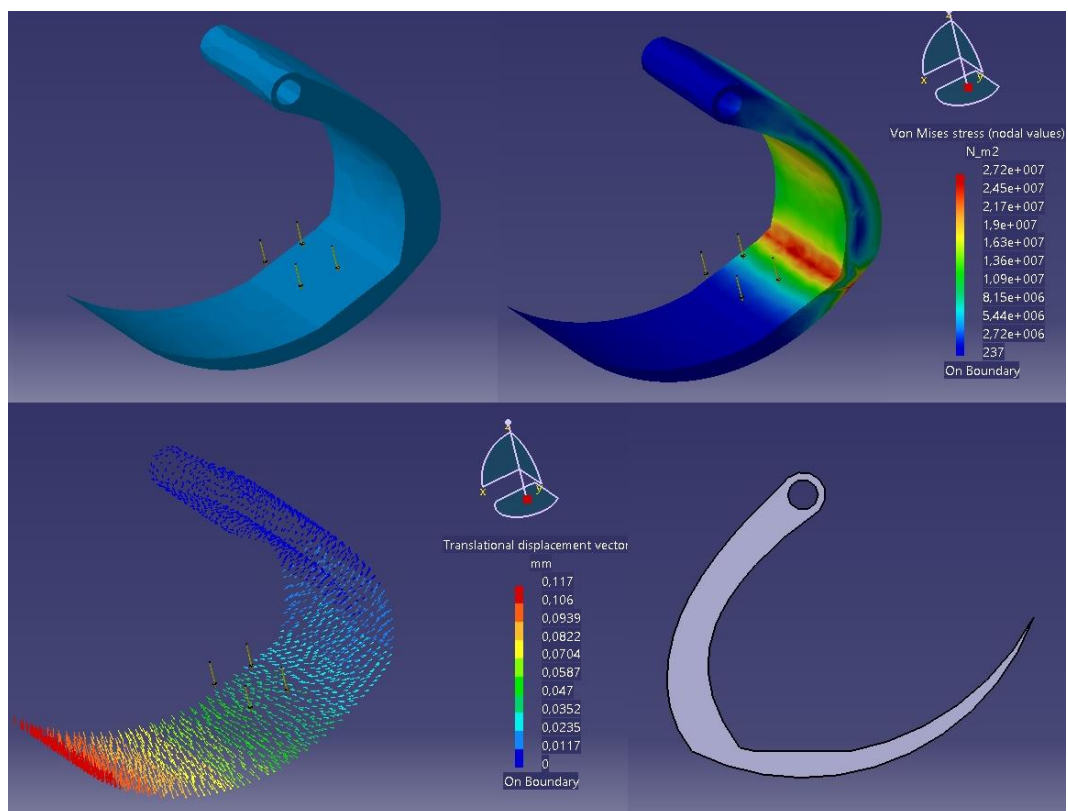 z
x
y
Von Mises stress (nodal values)
N_m2
2,72e+007
2,45e+007
2,17e+007
1,9e+007
1,63e+007
1,36e+007
1,09e+007
8,15e+006
5,44e+006
2,72e+006
237
On Boundary
z
x
y
Translational displacement vector
mm
0,117
0,106
0,0939
0,0822
0,0704
0,0587
0,047
0,0352
0,0235
0,0117
0
On Boundary